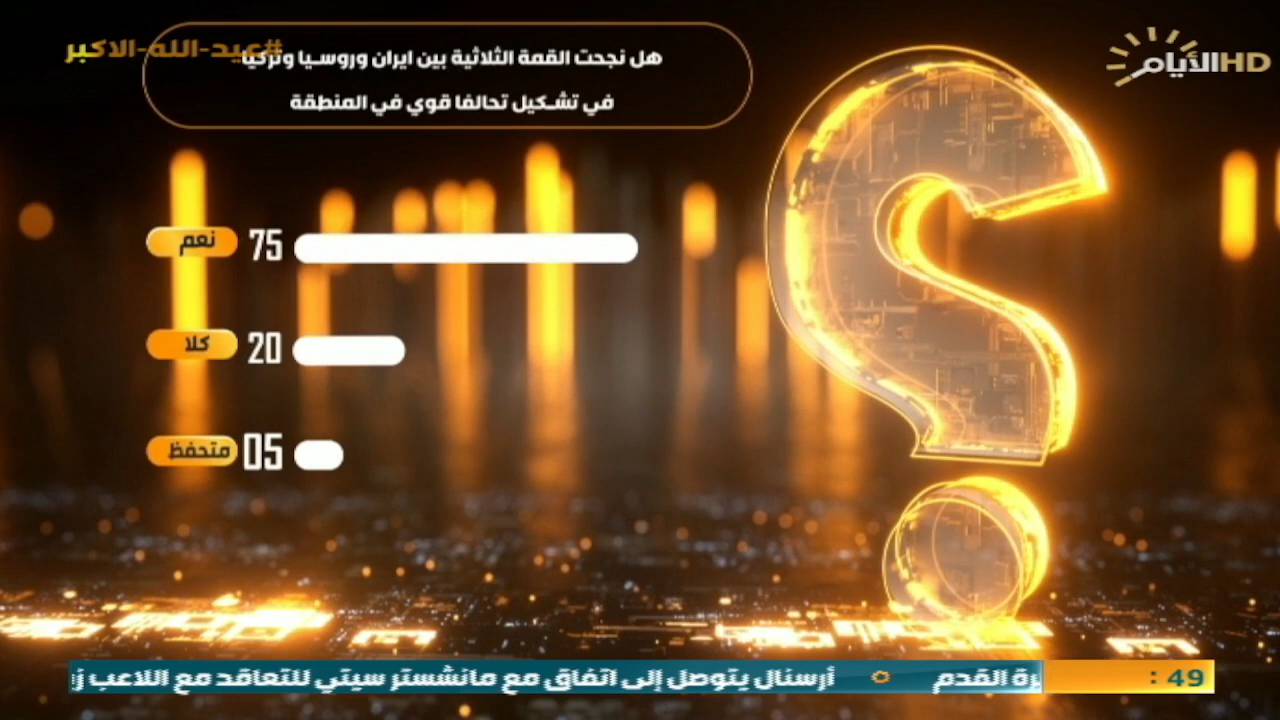 #عيد-الله-الاكبر
هل نجحت القمة الثلاثية بين ايران وروسيا وتركيا
في تشكيل تحالفا قوي في المنطقة
الأيام HD
نعم 75
كلا 20
متحفظ 05
رة القدم
أرسنال يتوصل إلى اتفاق مع مانشستر سيتي للتعاقد مع اللاعب
49 :